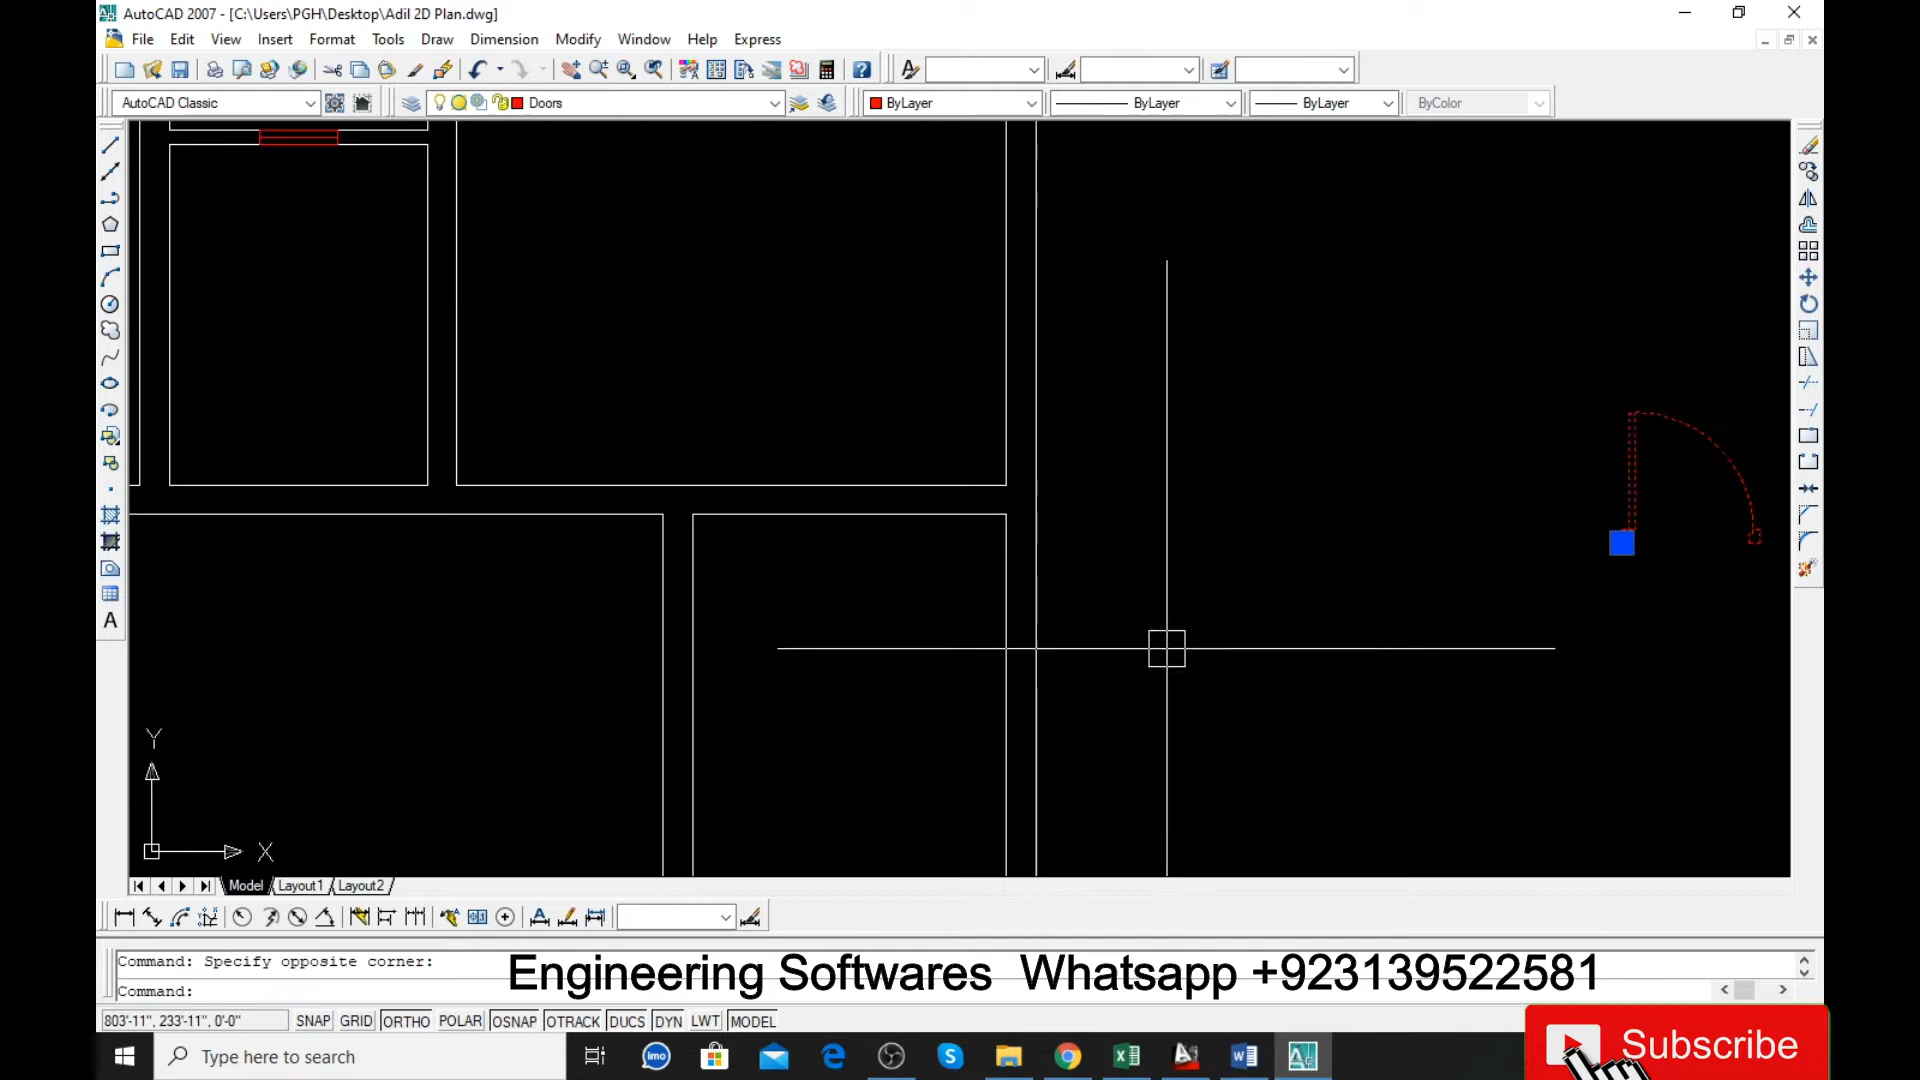 AutoCAD 2007 - [C:\Users\PGH\Desktop\Adil 2D Plan.dwg]
File Edit View Insert Format Tools Draw Dimension Modify Window Help Express
AutoCAD Classic Doors ByLayer ByLayer ByLayer ByColor
Y
X
Model Layout1 Layout2
Command: Specify opposite corner:
Command:
Engineering Softwares Whatsapp +923139522581
803'-11", 233'-11", 0'-0" SNAP GRID ORTHO POLAR OSNAP OTRACK DUCS DYN LWT MODEL
Type here to search
imo
Subscribe